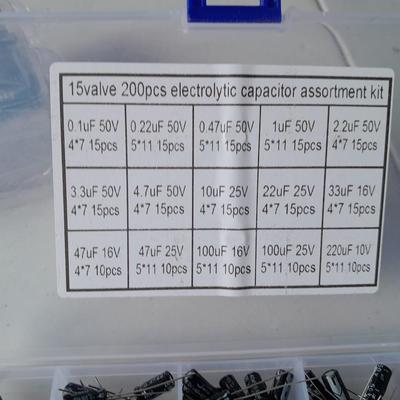 15valve 200pcs electrolytic capacitor assortment kit
0.1uF 50V 0.22uF 50V 0.47uF 50V 1uF 50V 2.2uF 50V
4*7 15pcs 5*11 15pcs 5*11 15pcs 5*11 15pcs 4*7 15pcs
3.3uF 50V 4.7uF 50V 10uF 25V 22uF 25V 33uF 16V
4*7 15pcs 4*7 15pcs 4*7 15pcs 4*7 15pcs 4*7 15pcs
47uF 16V 47uF 25V 100uF 16V 100uF 25V 220uF 10V
4*7 10pcs 5*11 10pcs 5*11 10pcs 5*11 10pcs 5*11 10pcs